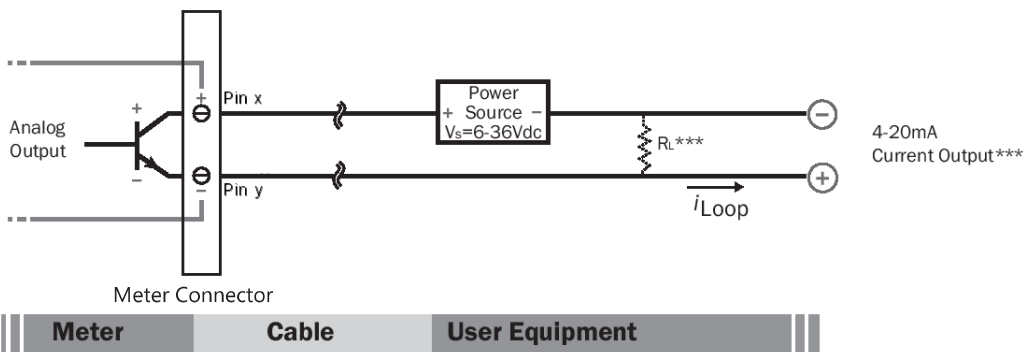 +
Pin x
+
Analog
Output
−
−
Pin y
Power
+ Source −
Vs=6-36Vdc
RL***
−
+
4-20mA
Current Output***
iLoop
Meter Connector
Meter
Cable
User Equipment